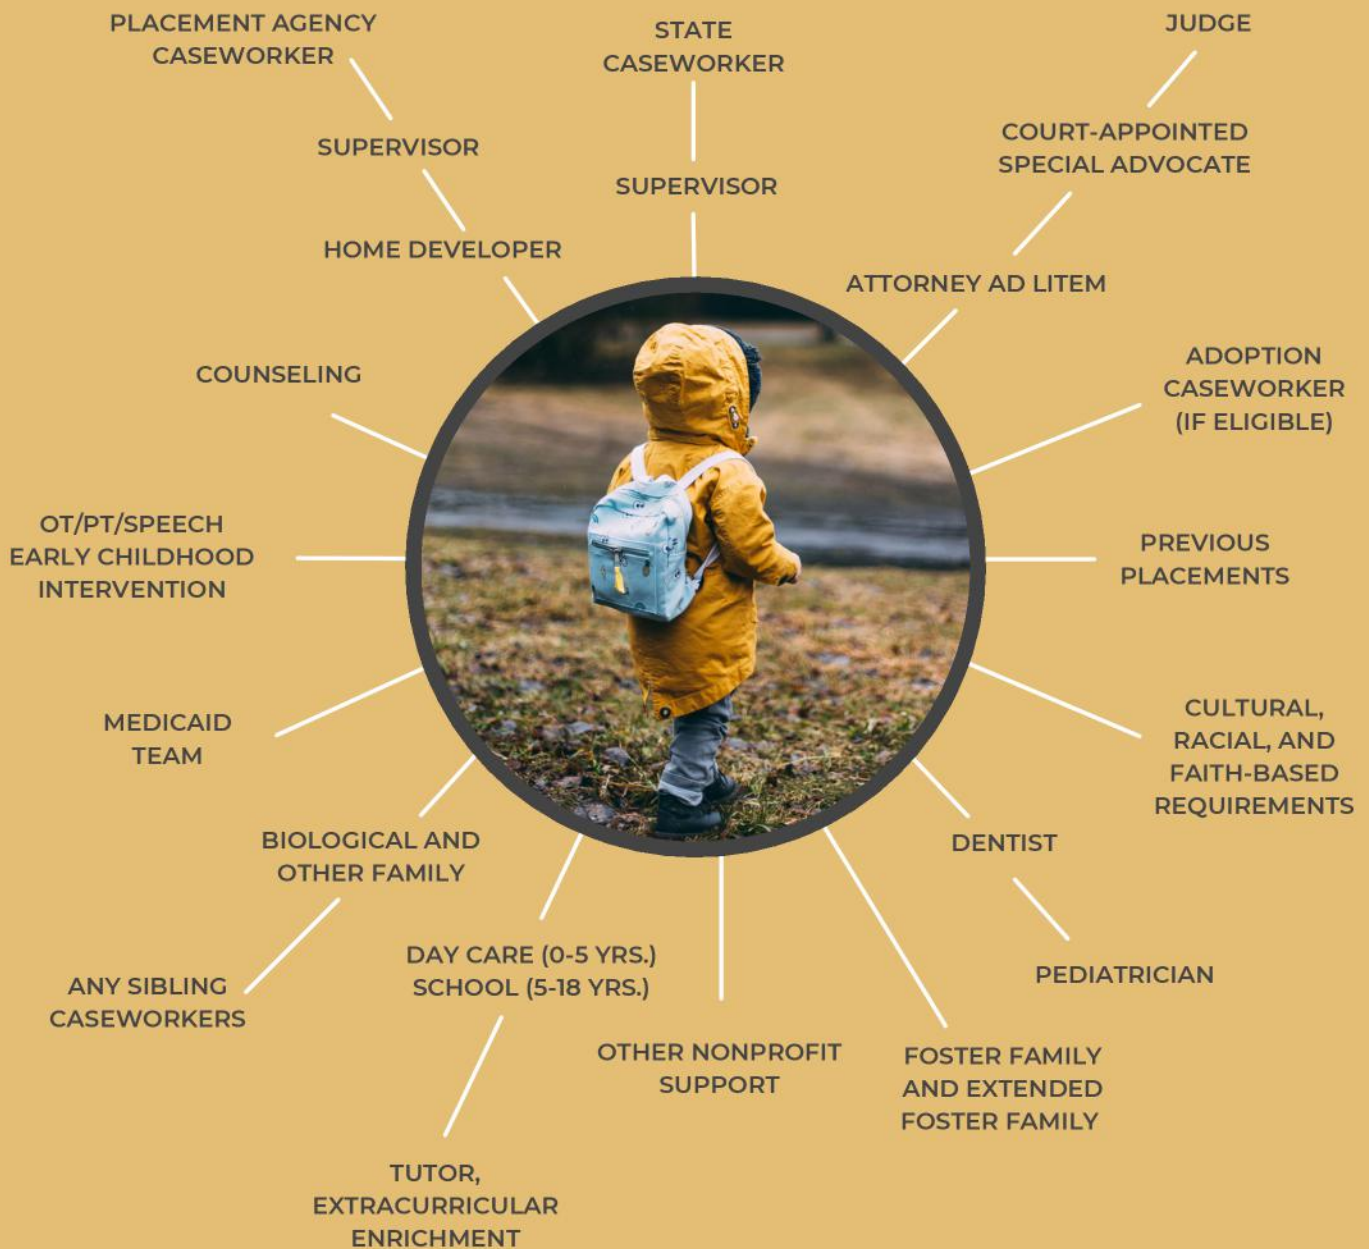 PLACEMENT AGENCY
CASEWORKER
STATE
CASEWORKER
JUDGE
SUPERVISOR
COURT-APPOINTED
SPECIAL ADVOCATE
SUPERVISOR
HOME DEVELOPER
ATTORNEY AD LITEM
COUNSELING
ADOPTION
CASEWORKER
(IF ELIGIBLE)
OT/PT/SPEECH
EARLY CHILDHOOD
INTERVENTION
PREVIOUS
PLACEMENTS
MEDICAID
TEAM
CULTURAL,
RACIAL, AND
FAITH-BASED
REQUIREMENTS
BIOLOGICAL AND
OTHER FAMILY
DENTIST
DAY CARE (0-5 YRS.)
SCHOOL (5-18 YRS.)
PEDIATRICIAN
ANY SIBLING
CASEWORKERS
OTHER NONPROFIT
SUPPORT
FOSTER FAMILY
AND EXTENDED
FOSTER FAMILY
TUTOR,
EXTRACURRICULAR
ENRICHMENT